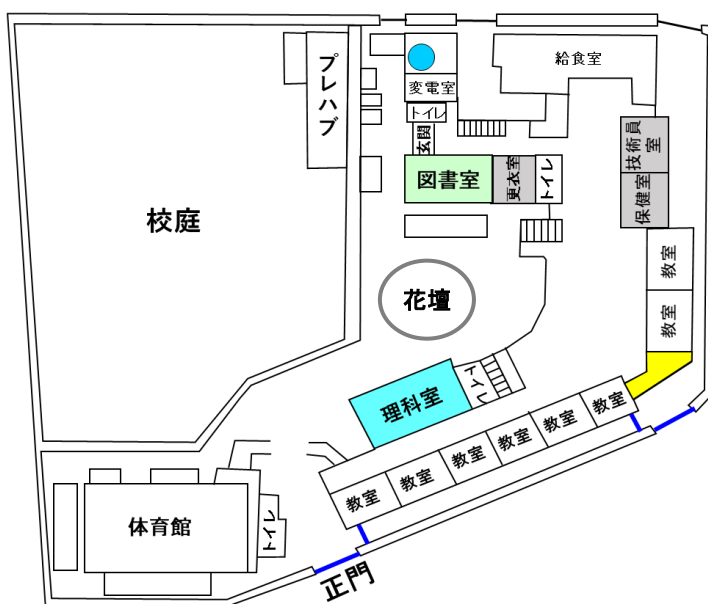 給食室
プレハブ
変電室
トイレ
玄関
技術員室
図書室
更衣室
トイレ
保健室
校庭
教室
花壇
教室
トイレ
理科室
教室
教室
教室
教室
教室
教室
体育館
トイレ
正門